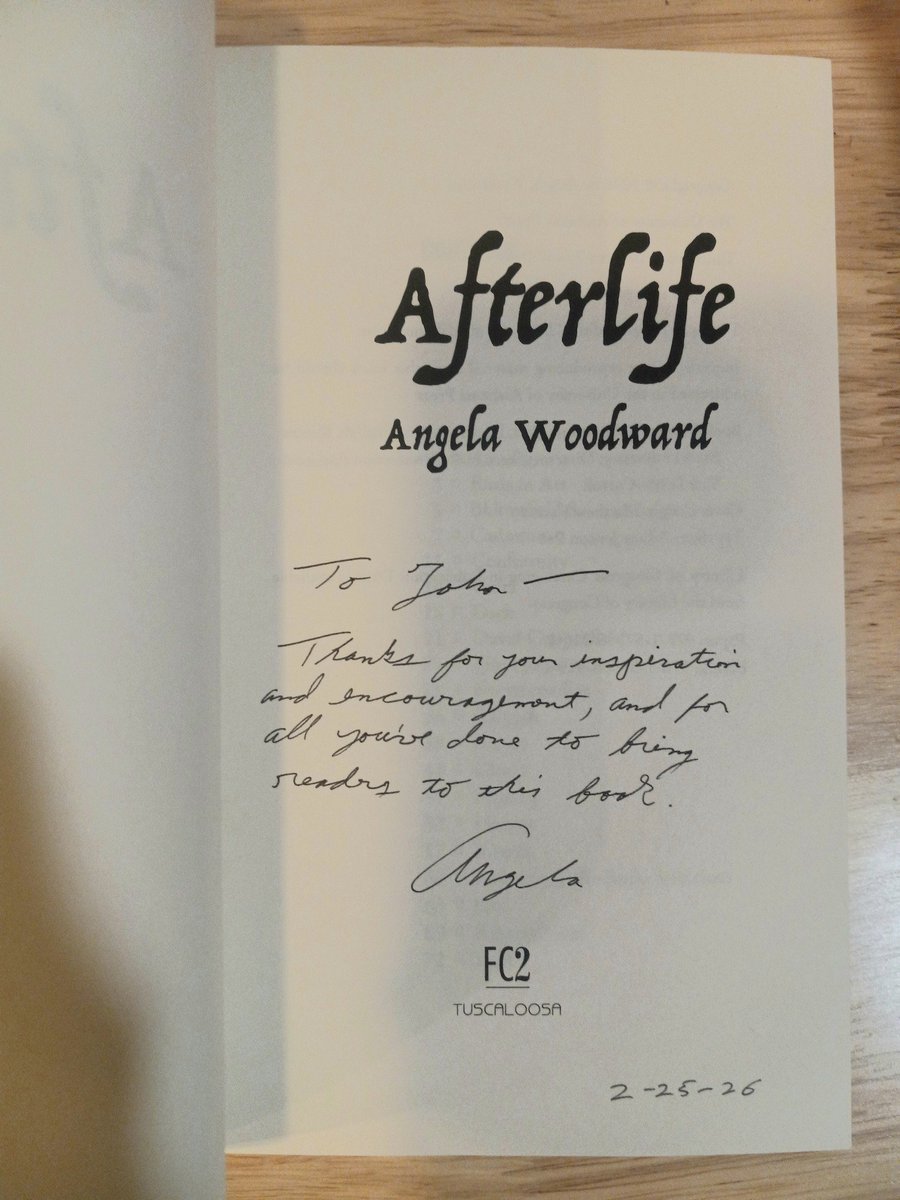 Afterlife
Angela Woodward
To John —
Thanks for your inspiration
and encouragement, and for
all you've done to bring
readers to this book.
Angela
FC2
TUSCALOOSA
2-25-26